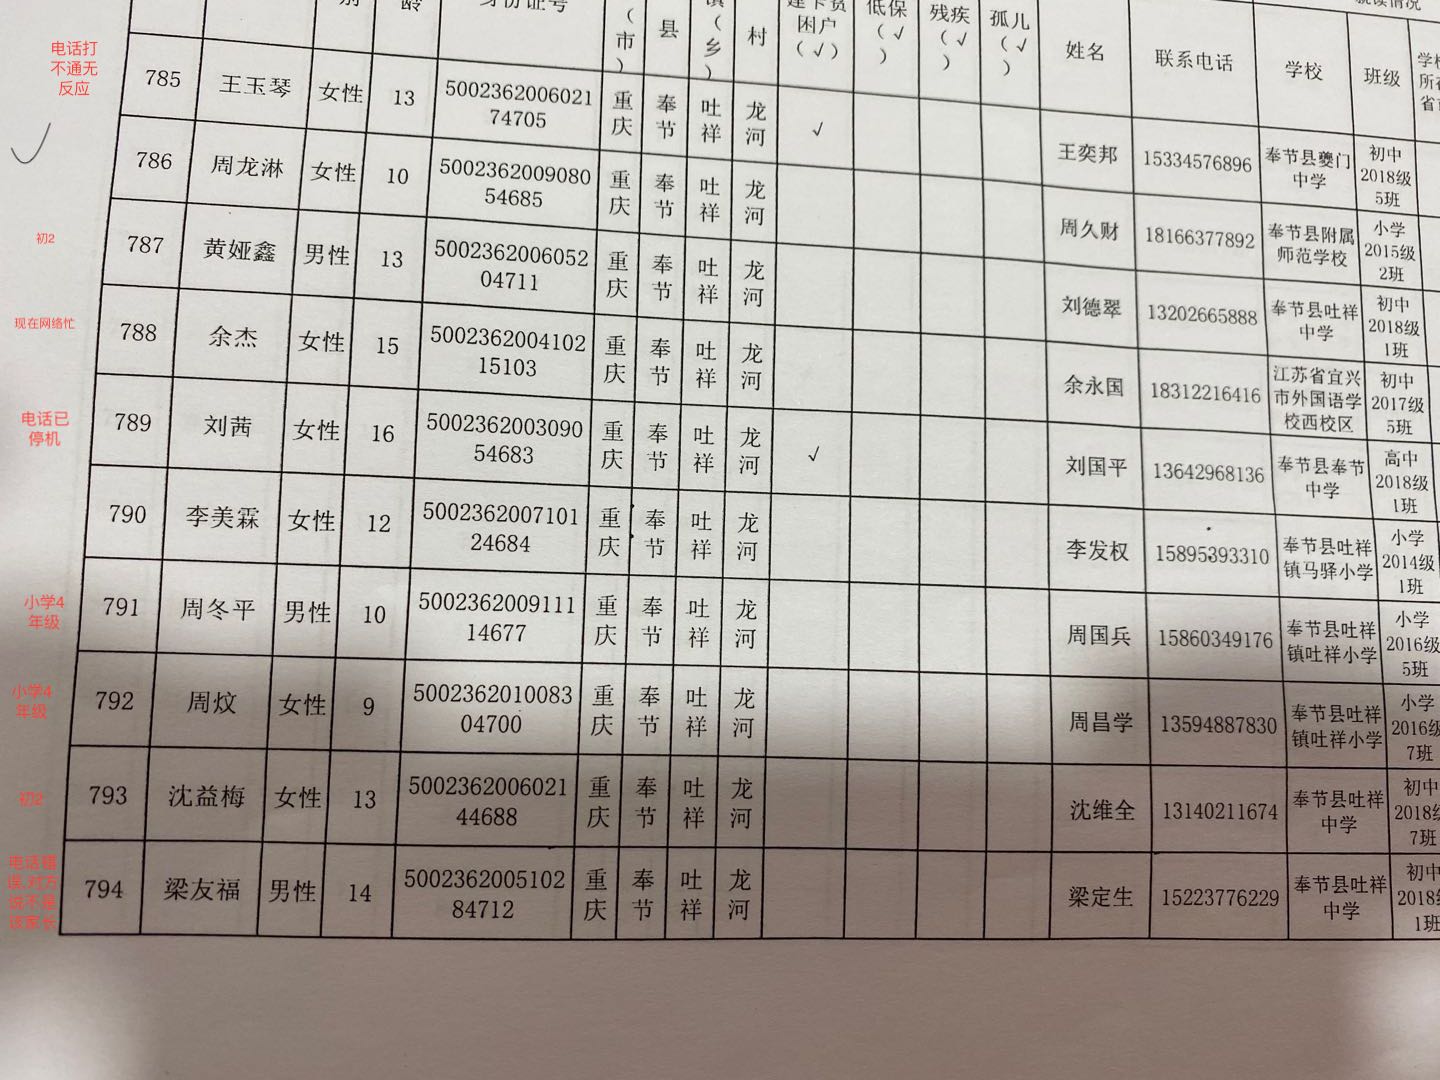 别 龄 身份证号 (市) 县 镇(乡) 村 建卡贫困户(√) 低保(√) 残疾(√) 孤儿(√) 姓名 联系电话 学校 班级
就读情况
电话打
不通无
反应
785 王玉琴 女性 13 500236200602174705 重庆 奉节 吐祥 龙河 √ 王奕邦 15334576896 奉节县夔门中学 初中2018级5班
786 周龙淋 女性 10 500236200908054685 重庆 奉节 吐祥 龙河 周久财 18166377892 奉节县附属师范学校 小学2015级2班
初2
787 黄娅鑫 男性 13 500236200605204711 重庆 奉节 吐祥 龙河 刘德翠 13202665888 奉节县吐祥中学 初中2018级1班
现在网络忙
788 余杰 女性 15 500236200410215103 重庆 奉节 吐祥 龙河 余永国 18312216416 江苏省宜兴市外国语学校西校区 初中2017级5班
电话已
停机
789 刘茜 女性 16 500236200309054683 重庆 奉节 吐祥 龙河 √ 刘国平 13642968136 奉节县奉节中学 高中2018级1班
790 李美霖 女性 12 500236200710124684 重庆 奉节 吐祥 龙河 李发权 15895393310 奉节县吐祥镇马驿小学 小学2014级1班
小学4
年级
791 周冬平 男性 10 500236200911114677 重庆 奉节 吐祥 龙河 周国兵 15860349176 奉节县吐祥镇吐祥小学 小学2016级5班
小学4
年级
792 周炆 女性 9 500236201008304700 重庆 奉节 吐祥 龙河 周昌学 13594887830 奉节县吐祥镇吐祥小学 小学2016级7班
初2
793 沈益梅 女性 13 500236200602144688 重庆 奉节 吐祥 龙河 沈维全 13140211674 奉节县吐祥中学 初中2018级7班
电话错
误,对方
说不是
该家长
794 梁友福 男性 14 500236200510284712 重庆 奉节 吐祥 龙河 梁定生 15223776229 奉节县吐祥中学 初中2018级1班